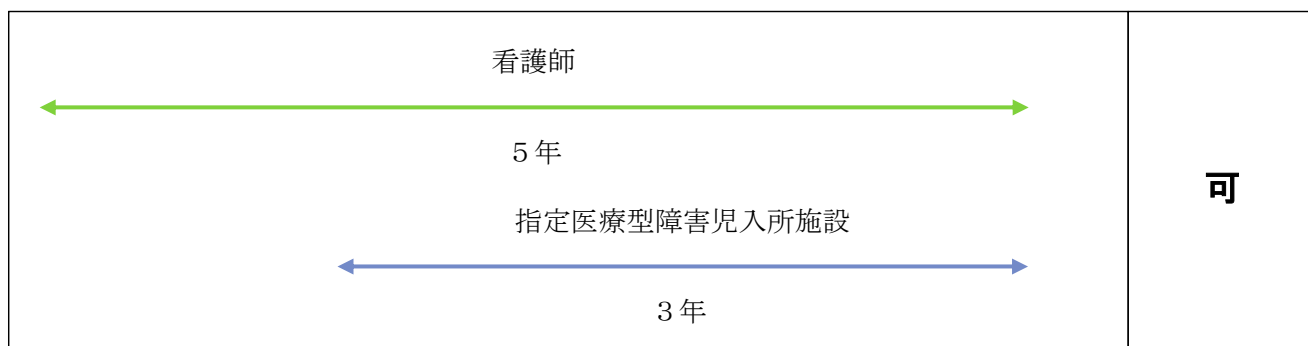 看護師
５年
指定医療型障害児入所施設
３年
可